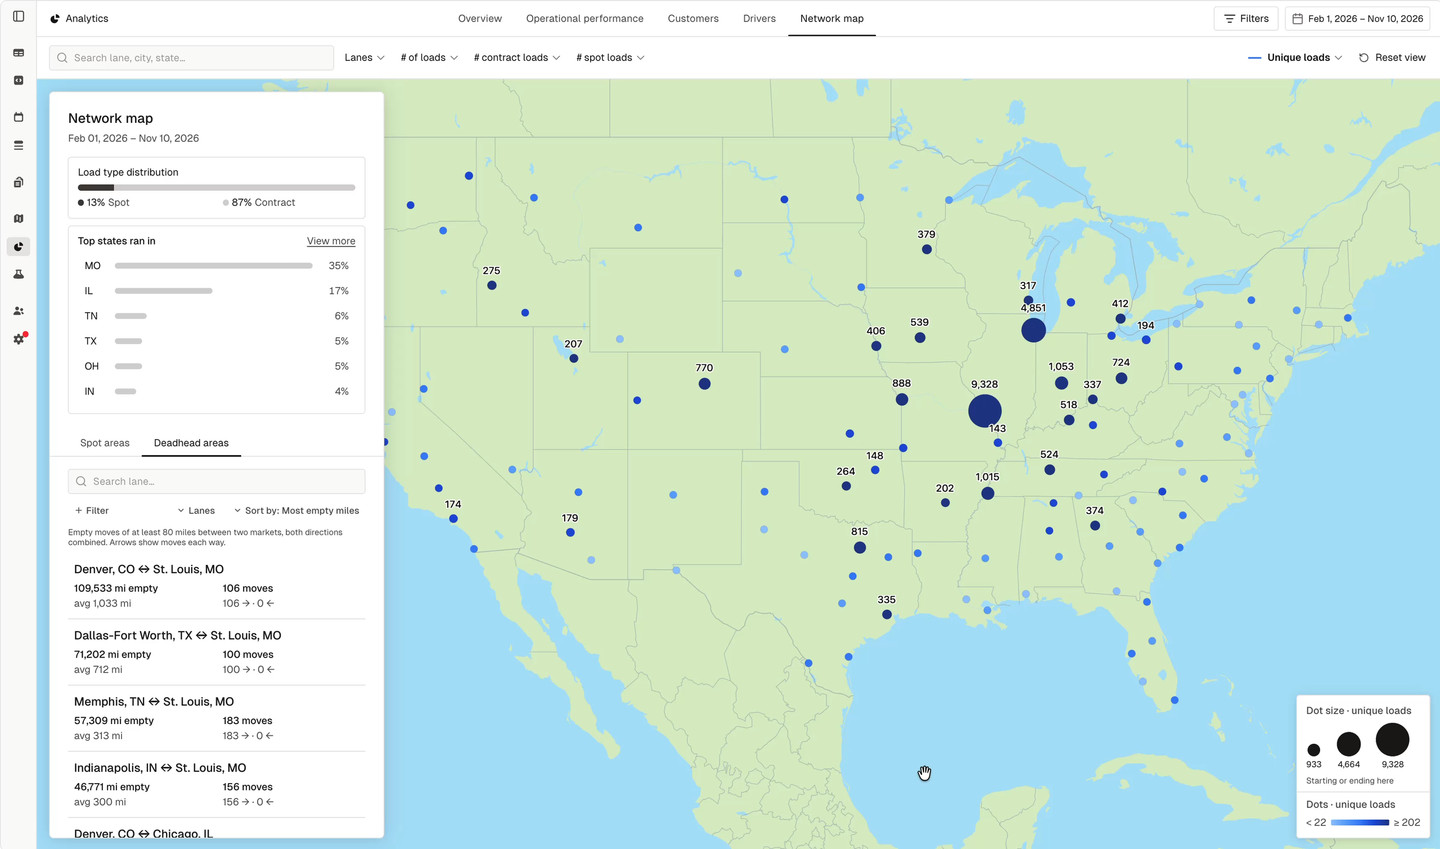 Analytics
Overview
Operational performance
Customers
Drivers
Network map
Filters
Feb 1, 2026 – Nov 10, 2026
Search lane, city, state...
Lanes
# of loads
# contract loads
# spot loads
Unique loads
Reset view
Network map
Feb 01, 2026 – Nov 10, 2026
Load type distribution
13% Spot
87% Contract
Top states ran in
View more
MO 35%
IL 17%
TN 6%
TX 5%
OH 5%
IN 4%
Spot areas
Deadhead areas
Search lane...
+ Filter
Lanes
Sort by: Most empty miles
Empty moves of at least 80 miles between two markets, both directions
combined. Arrows show moves each way.
Denver, CO ↔ St. Louis, MO
109,533 mi empty 106 moves
avg 1,033 mi 106 → · 0 ←
Dallas-Fort Worth, TX ↔ St. Louis, MO
71,202 mi empty 100 moves
avg 712 mi 100 → · 0 ←
Memphis, TN ↔ St. Louis, MO
57,309 mi empty 183 moves
avg 313 mi 183 → · 0 ←
Indianapolis, IN ↔ St. Louis, MO
46,771 mi empty 156 moves
avg 300 mi 156 → · 0 ←
Denver, CO ↔ Chicago, IL
379
275
317
4,851
412
194
406
539
207
770
1,053
724
888
9,328
337
518
143
148
524
264
1,015
202
174
179
374
815
335
Dot size · unique loads
933
4,664
9,328
Starting or ending here
Dots · unique loads
< 22
≥ 202